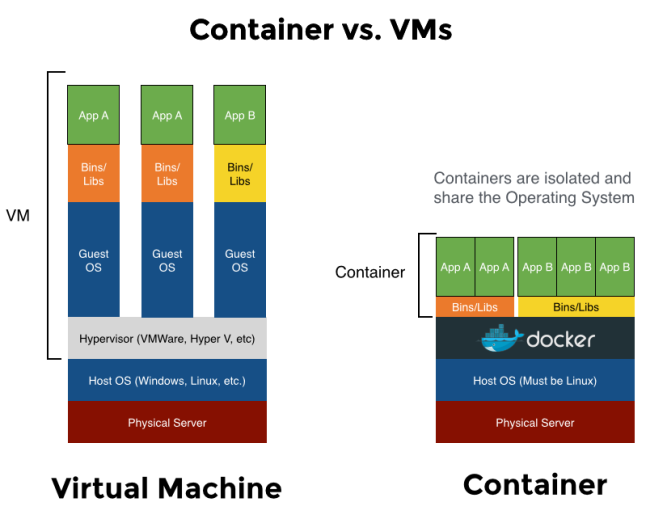 Container vs. VMs
VM
App A
App A
App B
Bins/
Libs
Bins/
Libs
Bins/
Libs
Guest
OS
Guest
OS
Guest
OS
Hypervisor (VMWare, Hyper V, etc)
Host OS (Windows, Linux, etc.)
Physical Server
Virtual Machine
Containers are isolated and
share the Operating System
Container
App A
App A
App B
App B
App B
Bins/Libs
Bins/Libs
docker
Host OS (Must be Linux)
Physical Server
Container